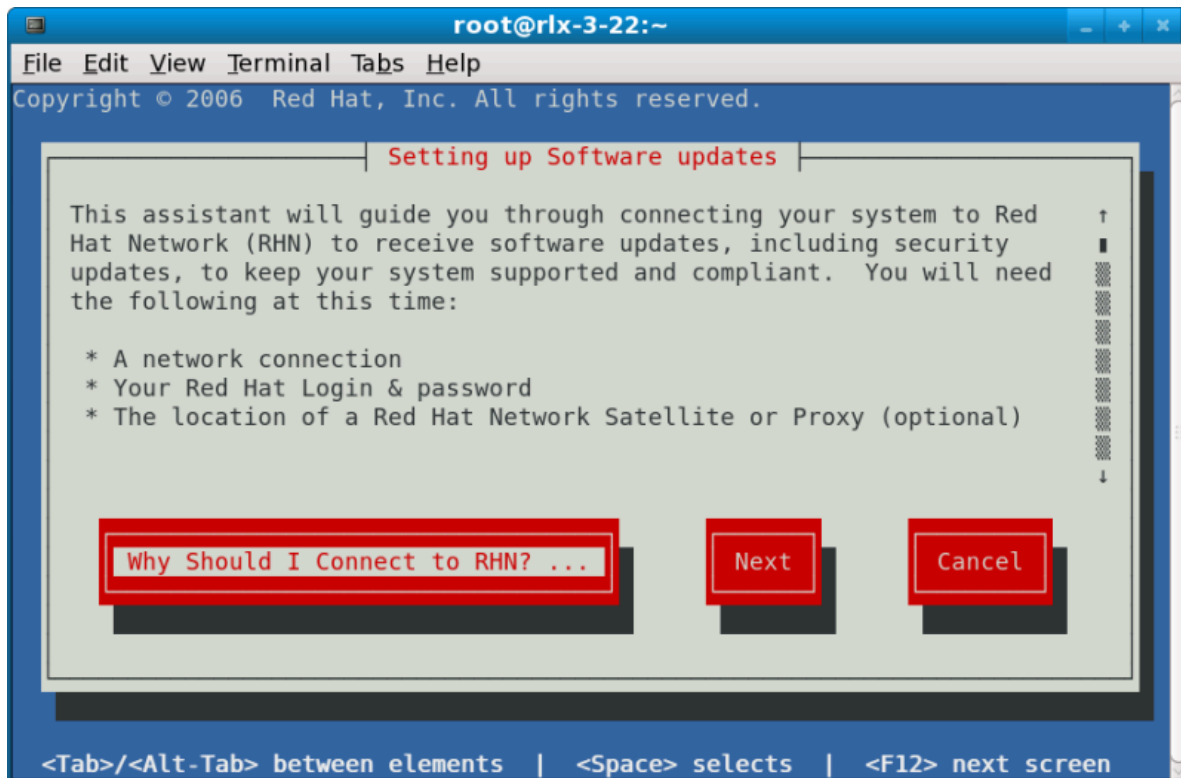 root@rlx-3-22:~
File Edit View Terminal Tabs Help
Copyright © 2006 Red Hat, Inc. All rights reserved.
Setting up Software updates
This assistant will guide you through connecting your system to Red
Hat Network (RHN) to receive software updates, including security
updates, to keep your system supported and compliant. You will need
the following at this time:
* A network connection
* Your Red Hat Login & password
* The location of a Red Hat Network Satellite or Proxy (optional)
Why Should I Connect to RHN? ... Next Cancel
<Tab>/<Alt-Tab> between elements | <Space> selects | <F12> next screen